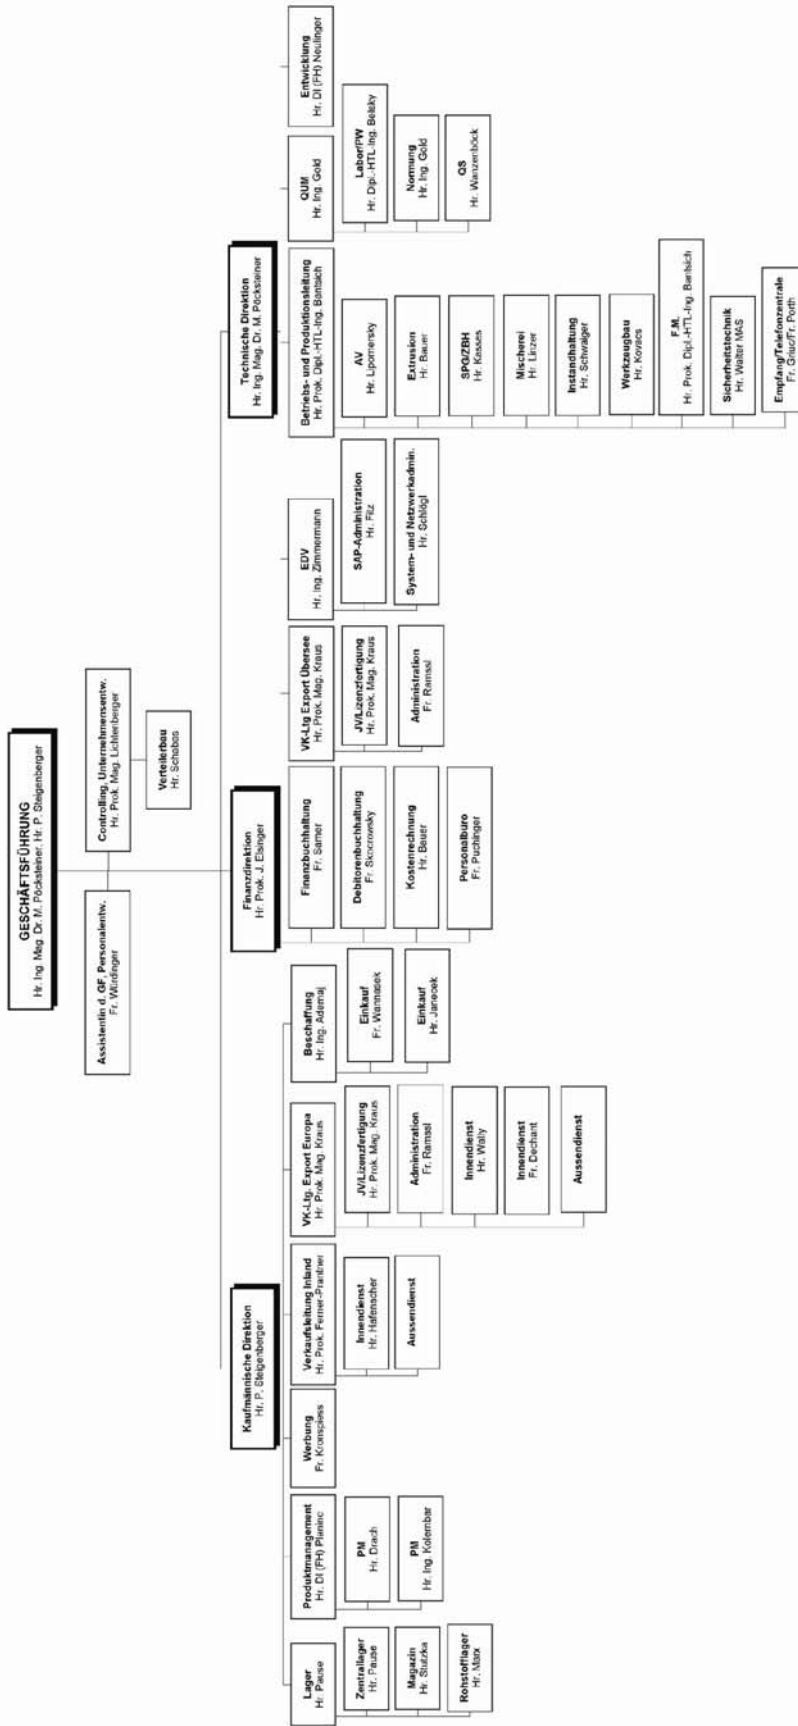 GESCHÄFTSFÜHRUNG
Hr. Ing. Mag. Dr. M. Pöcksteiner, Hr. P. Steigenberger
Assistentin d. GF, Personalentw.
Fr. Würdinger
Controlling, Unternehmensentw.
Hr. Prok. Mag. Lichtenberger
Verteilerbau
Hr. Schabas
Kaufmännische Direktion
Hr. P. Steigenberger
Lager
Hr. Pause
Zentrallager
Hr. Pause
Magazin
Hr. Stutzka
Rohstofflager
Hr. Marx
Produktmanagement
Hr. DI (FH) Planinc
PM
Hr. Drach
PM
Hr. Ing. Kolembar
Werbung
Fr. Kronspiess
Verkaufsleitung Inland
Hr. Prok. Ferner-Prantner
Innendienst
Hr. Hafenscher
Aussendienst
VK-Ltg. Export Europa
Hr. Prok. Mag. Kraus
JV/Lizenzfertigung
Hr. Prok. Mag. Kraus
Administration
Fr. Ramssl
Innendienst
Hr. Wally
Innendienst
Fr. Dechant
Aussendienst
Beschaffung
Hr. Ing. Ademaj
Einkauf
Fr. Wannasek
Einkauf
Hr. Janecek
Finanzdirektion
Hr. Prok. J. Elsinger
Finanzbuchhaltung
Fr. Samer
Debitorenbuchhaltung
Fr. Skocrovsky
Kostenrechnung
Hr. Bauer
Personalbüro
Fr. Puchinger
VK-Ltg Export Übersee
Hr. Prok. Mag. Kraus
JV/Lizenzfertigung
Hr. Prok. Mag. Kraus
Administration
Fr. Ramssl
EDV
Hr. Ing. Zimmermann
SAP-Administration
Hr. Fitz
System- und Netzwerkadmin.
Hr. Schlögl
Technische Direktion
Hr. Ing. Mag. Dr. M. Pöcksteiner
Betriebs- und Produktionsleitung
Hr. Prok. Dipl.-HTL-Ing. Bantsich
AV
Hr. Lipomersky
Extrusion
Hr. Bauer
SPG/ZBH
Hr. Kasses
Mischerei
Hr. Linzer
Instandhaltung
Hr. Schwaiger
Werkzeugbau
Hr. Kovacs
F.M.
Hr. Prok. Dipl.-HTL-Ing. Bantsich
Sicherheitstechnik
Hr. Walter MAS
Empfang/Telefonzentrale
Fr. Griuc/Fr. Porth
QUM
Hr. Ing. Gold
Labor/PW
Hr. Dipl.-HTL-Ing. Belsky
Normung
Hr. Ing. Gold
QS
Hr. Wanzenböck
Entwicklung
Hr. DI (FH) Neulinger